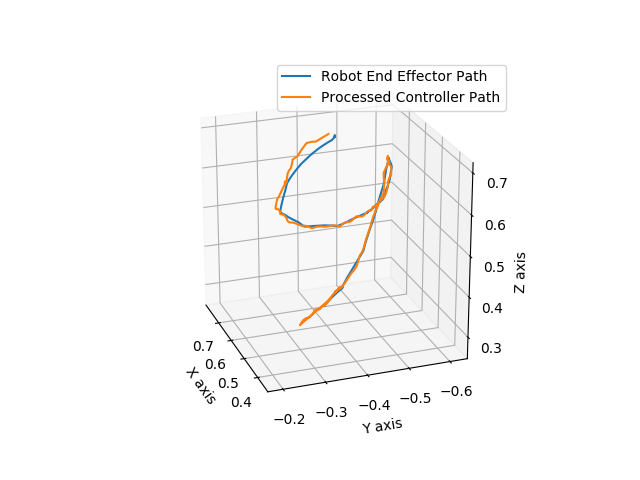 Robot End Effector Path
Processed Controller Path
0.7
0.6
0.5
0.4
0.3
Z axis
0.7
0.6
0.5
0.4
X axis
−0.2
−0.3
−0.4
−0.5
−0.6
Y axis